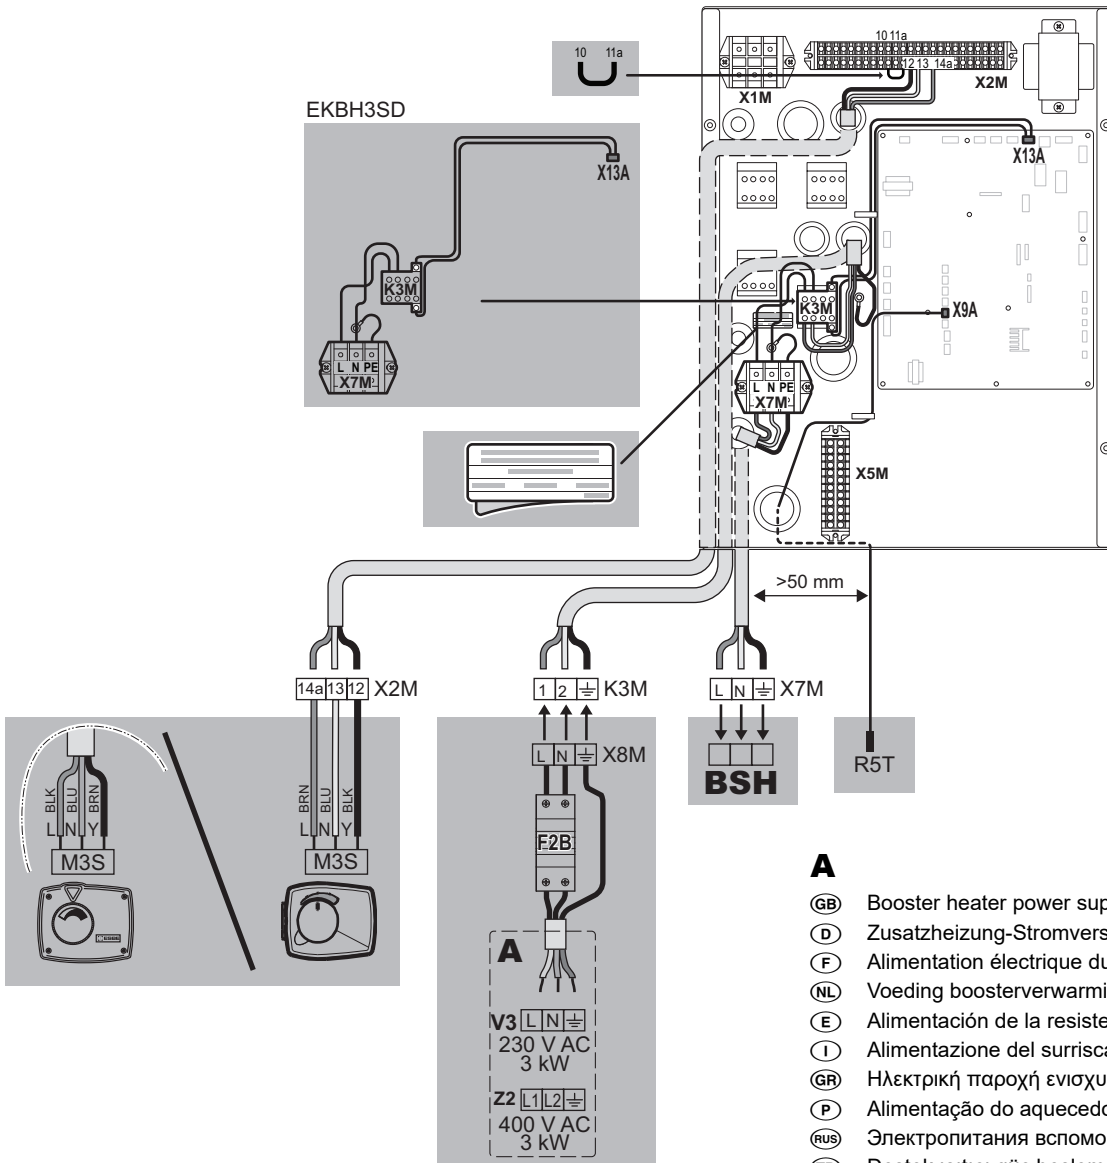 10 11a
EKBH3SD
X13A
K3M
L N PE
X7M
10 11a
12 13 14a
X1M
X2M
X13A
K3M
X9A
L N PE
X7M
X5M
>50 mm
14a 13 12 X2M
1 2 K3M
L N X7M
L N X8M
BSH
R5T
BLK BLU BRN
L N Y
M3S
BRN BLU BLK
L N Y
M3S
ESBE
F2B
A
V3 L N
230 V AC
3 kW
Z2 L1 L2
400 V AC
3 kW
A
GB Booster heater power sup
D Zusatzheizung-Stromvers
F Alimentation électrique du
NL Voeding boosterverwarmi
E Alimentación de la resiste
I Alimentazione del surrisca
GR Ηλεκτρική παροχή ενισχυ
P Alimentação do aquecedo
RUS Электропитания вспомо